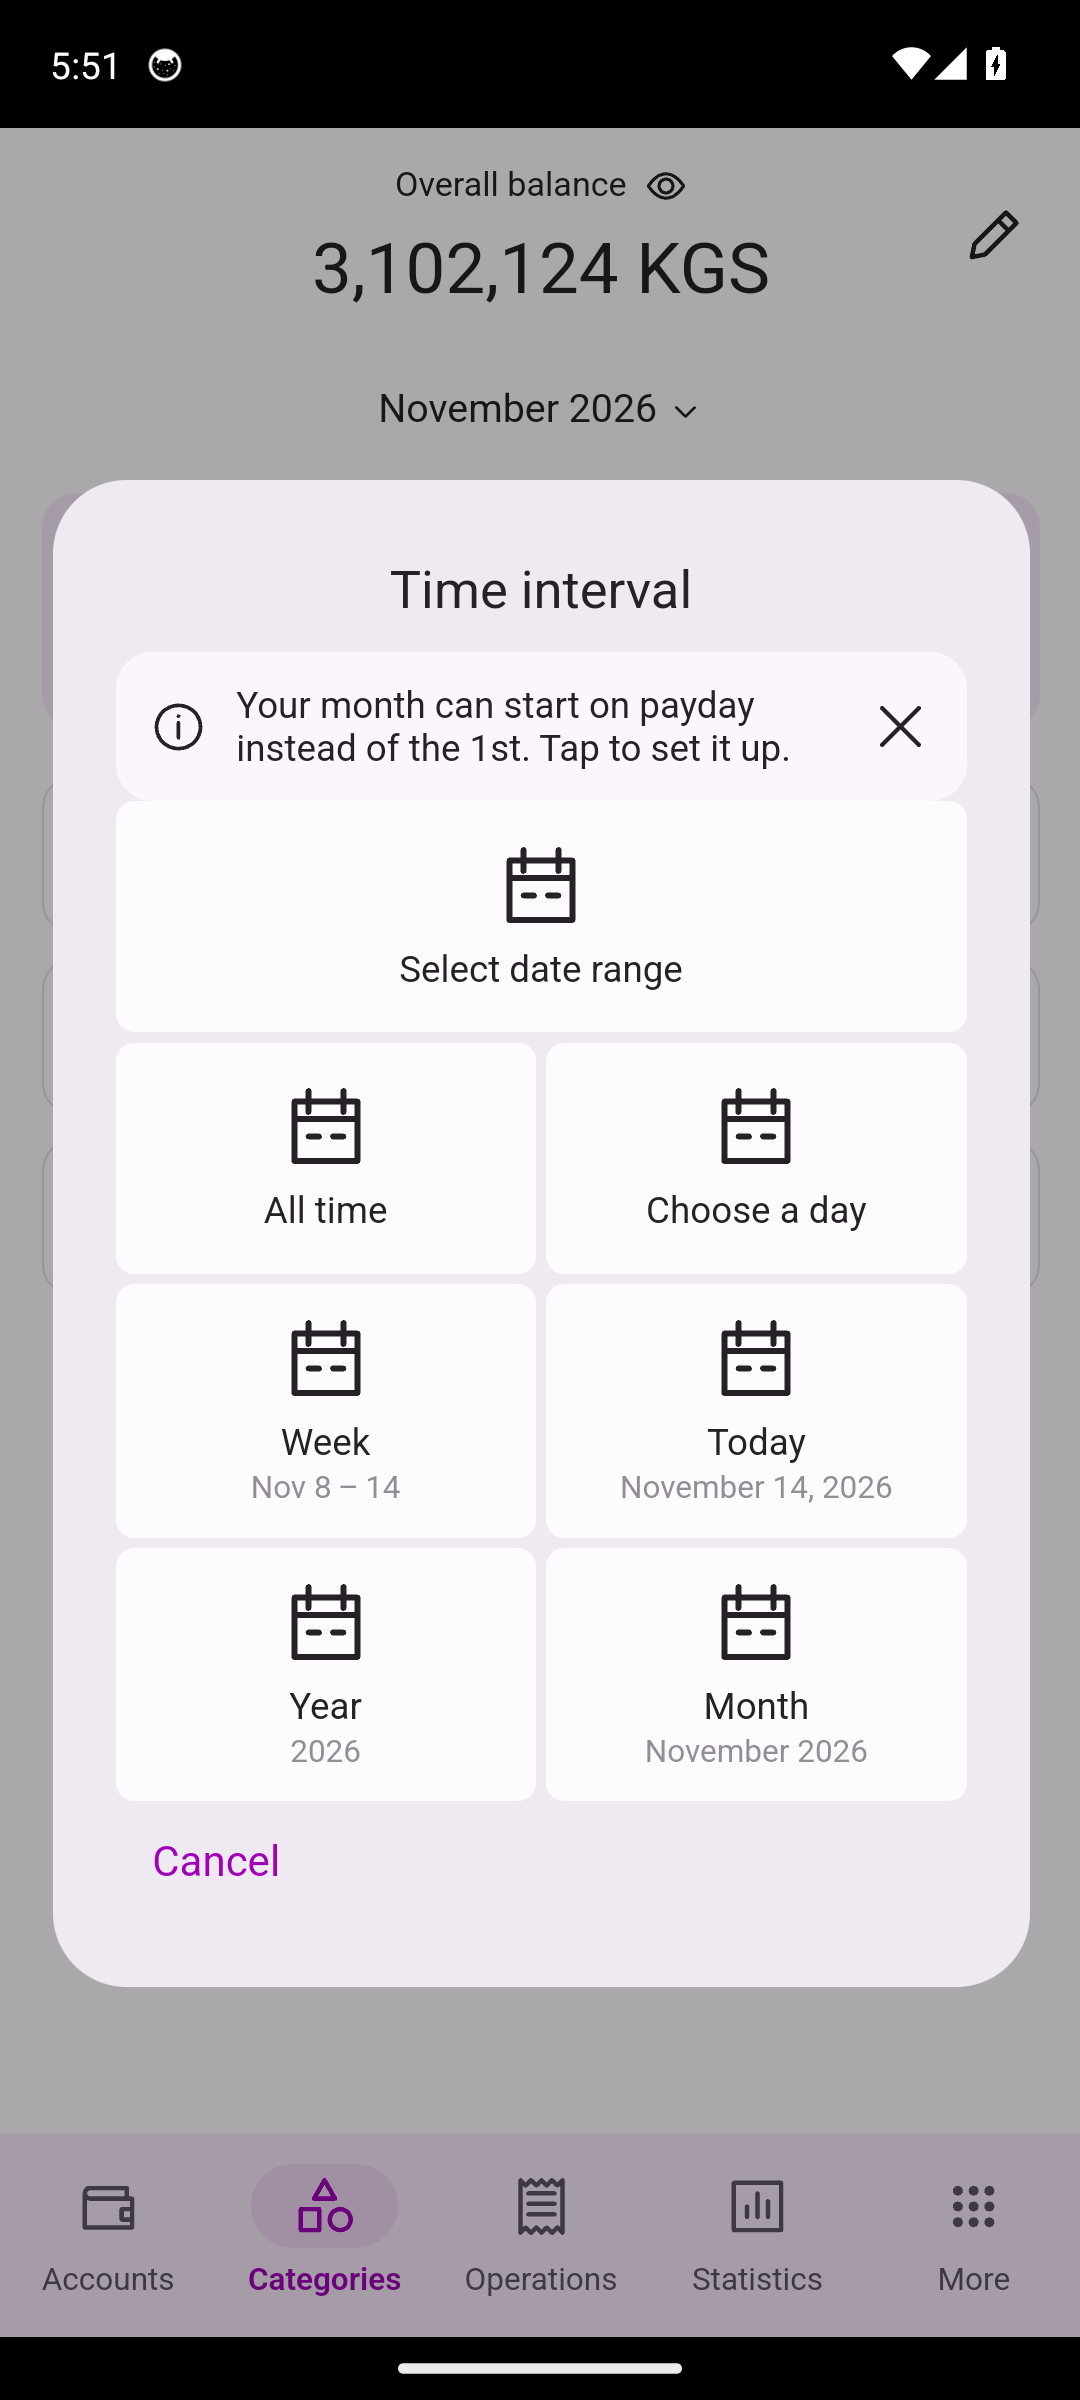 5:51
Overall balance
3,102,124 KGS
November 2026
Time interval
Your month can start on payday
instead of the 1st. Tap to set it up.
Select date range
All time
Choose a day
Week
Nov 8 – 14
Today
November 14, 2026
Year
2026
Month
November 2026
Cancel
Accounts
Categories
Operations
Statistics
More